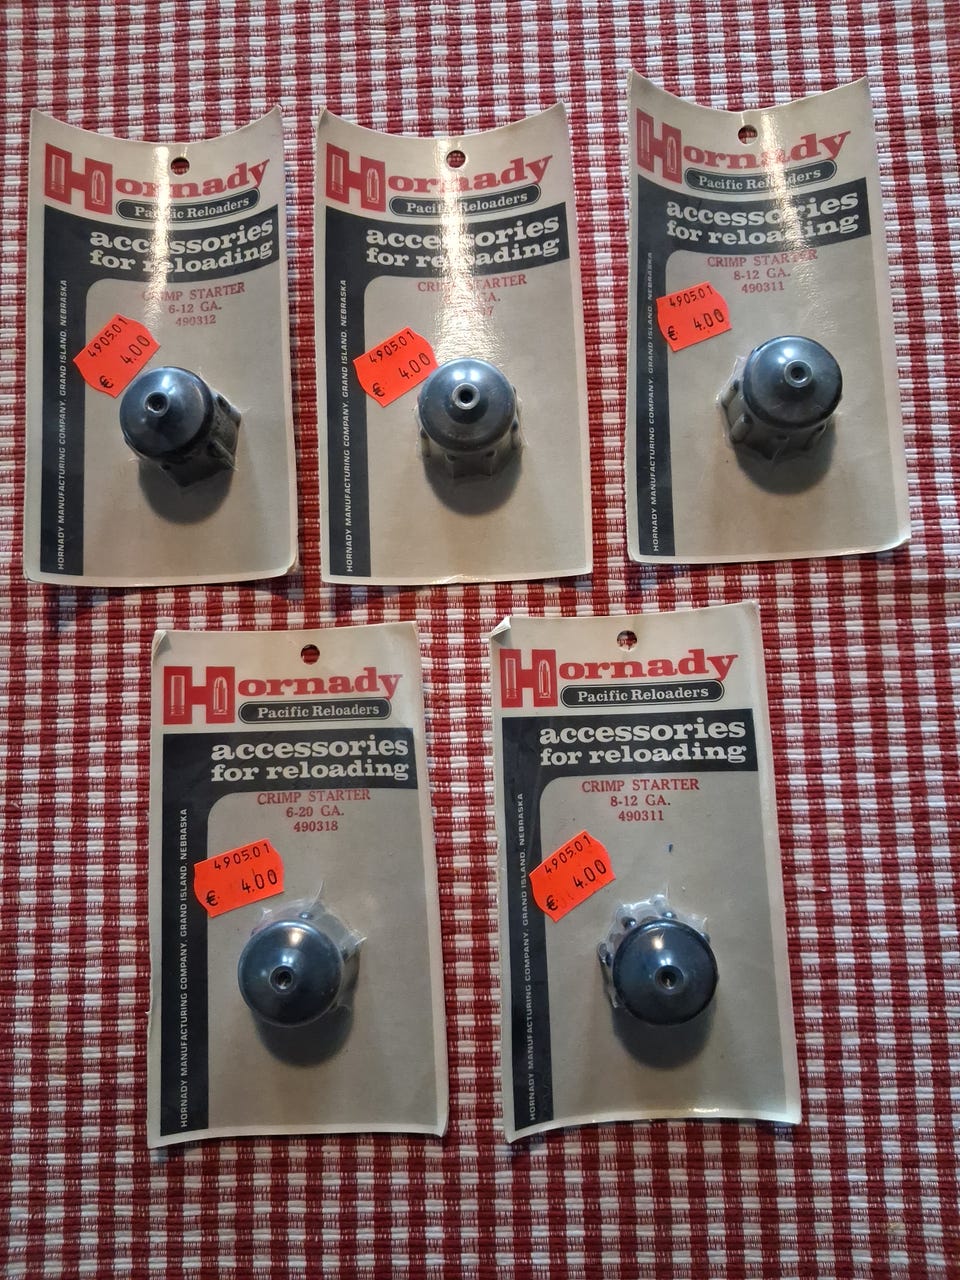 Hornady
Pacific Reloaders
accessories
for reloading
CRIMP STARTER
6-12 GA.
490312
4905.01
€ 4.00
HORNADY MANUFACTURING COMPANY, GRAND ISLAND, NEBRASKA
Hornady
Pacific Reloaders
accessories
for reloading
CRIMP STARTER
GA.
4905.01
€ 4.00
HORNADY MANUFACTURING COMPANY, GRAND ISLAND, NEBRASKA
Hornady
Pacific Reloaders
accessories
for reloading
CRIMP STARTER
8-12 GA.
490311
4905.01
€ 4.00
HORNADY MANUFACTURING COMPANY, GRAND ISLAND, NEBRASKA
Hornady
Pacific Reloaders
accessories
for reloading
CRIMP STARTER
6-20 GA.
490318
4905.01
€ 4.00
HORNADY MANUFACTURING COMPANY, GRAND ISLAND, NEBRASKA
Hornady
Pacific Reloaders
accessories
for reloading
CRIMP STARTER
8-12 GA.
490311
4905.01
€ 4.00
HORNADY MANUFACTURING COMPANY, GRAND ISLAND, NEBRASKA